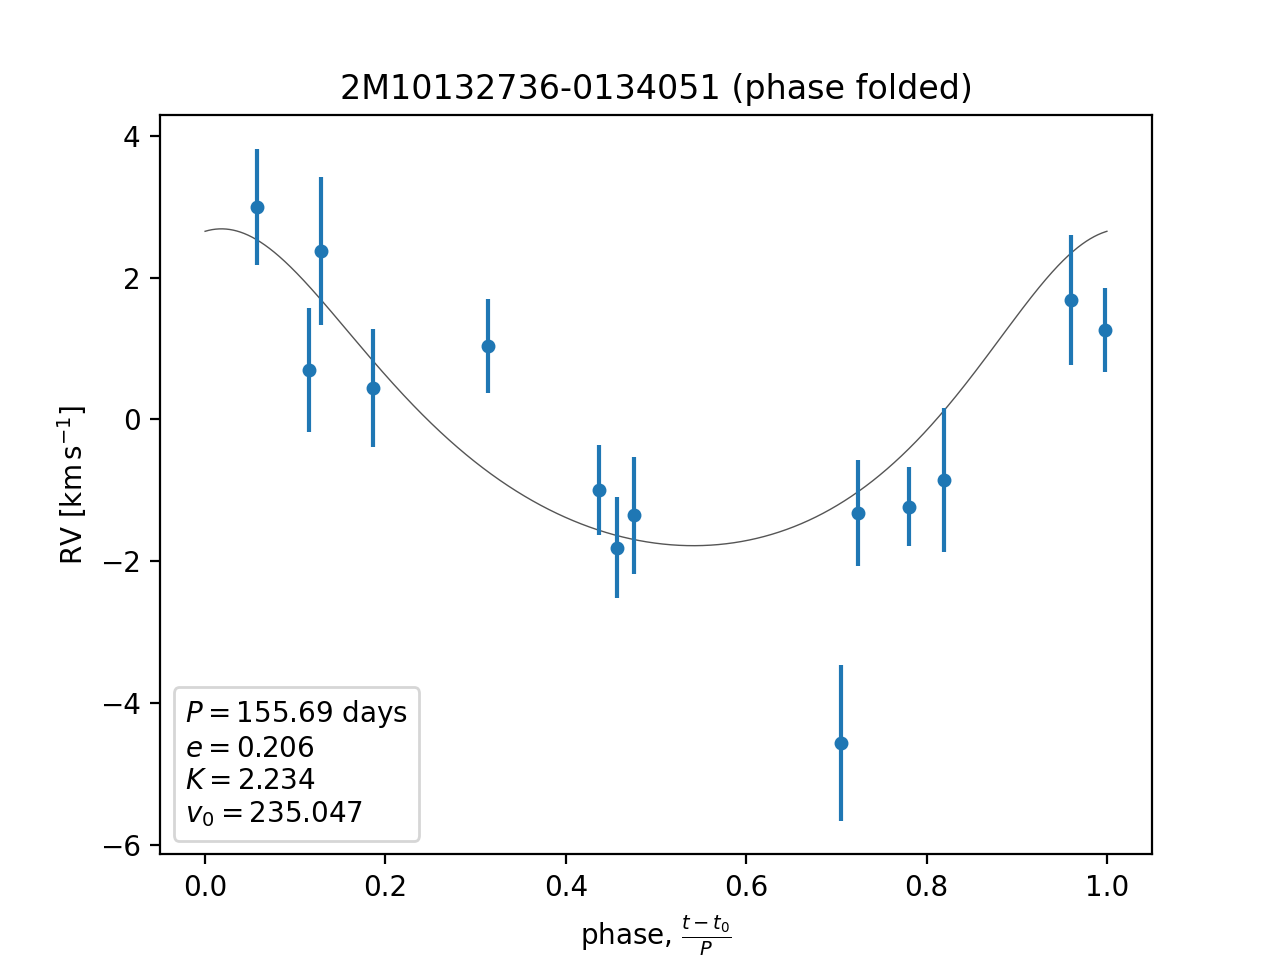 2M10132736-0134051 (phase folded)
4
2
0
−2
−4
−6
RV [km s⁻¹]
P = 155.69 days
e = 0.206
K = 2.234
v₀ = 235.047
0.0 0.2 0.4 0.6 0.8 1.0
phase, (t − t₀)/P